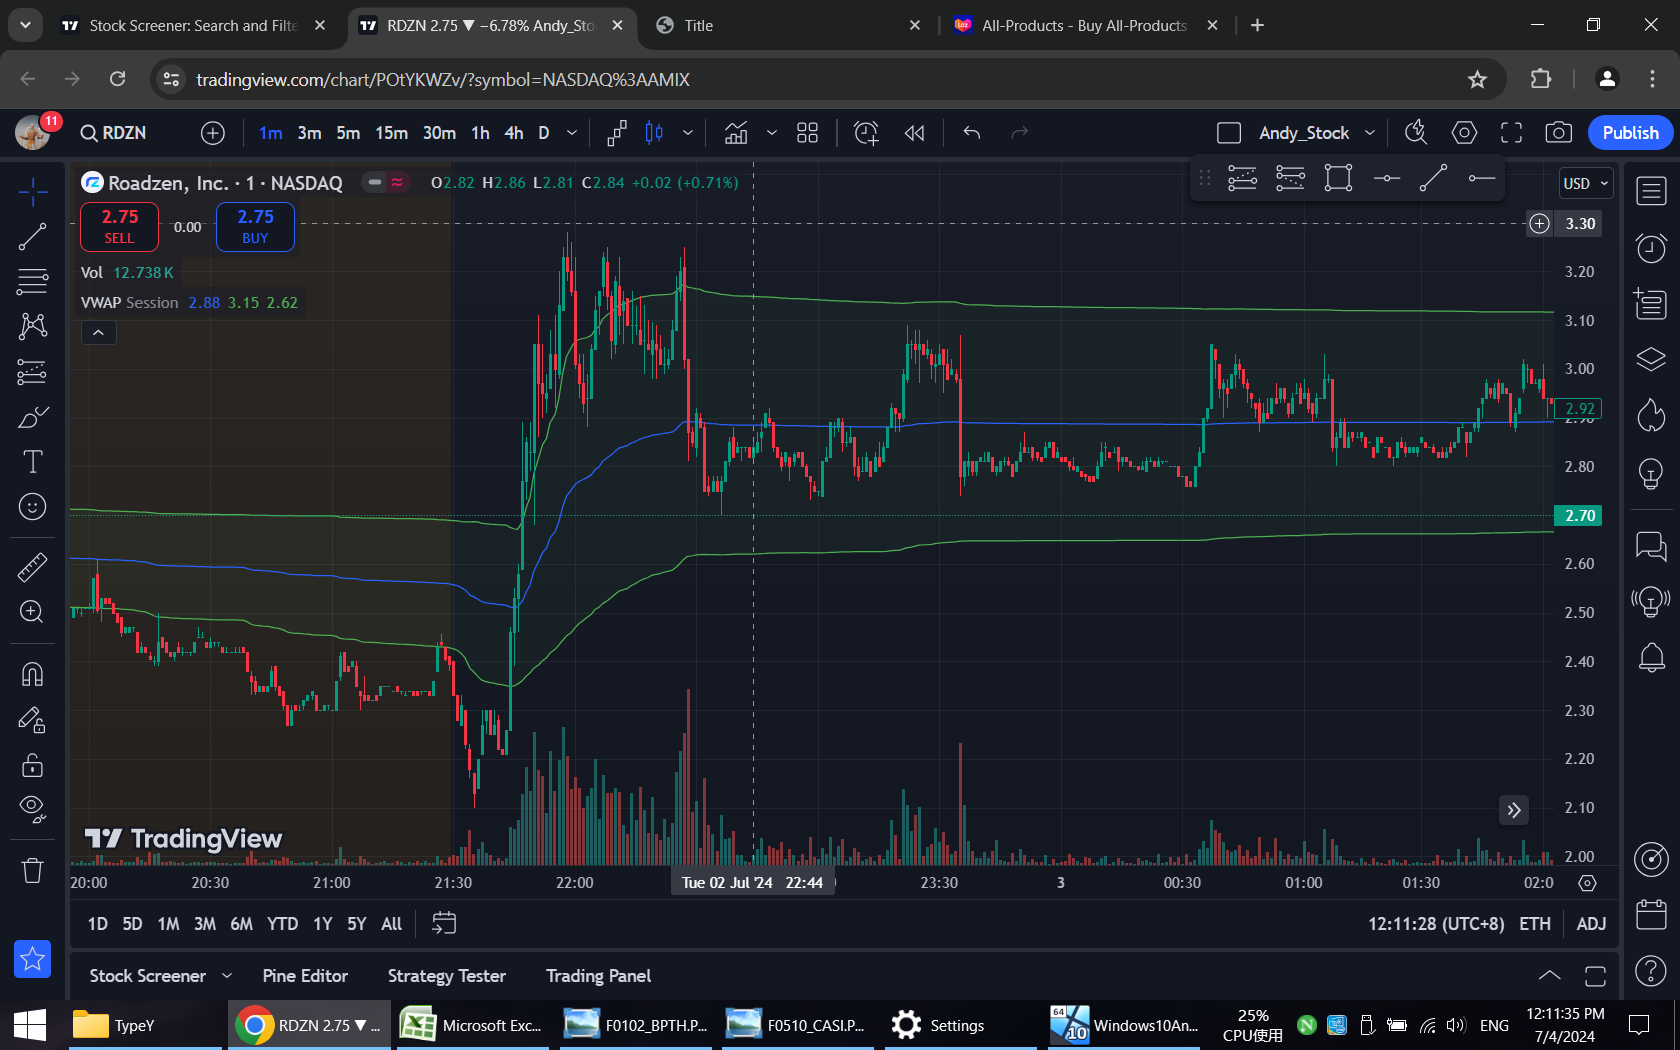 Stock Screener: Search and Filte
RDZN 2.75 ▼ −6.78% Andy_Sto
Title
All-Products - Buy All-Products
tradingview.com/chart/POtYKWZv/?symbol=NASDAQ%3AAMIX
11
RDZN
1m 3m 5m 15m 30m 1h 4h D
Andy_Stock
Publish
Roadzen, Inc. · 1 · NASDAQ
O2.82 H2.86 L2.81 C2.84 +0.02 (+0.71%)
USD
2.75
SELL
0.00
2.75
BUY
Vol 12.738K
VWAP Session 2.88 3.15 2.62
3.30
3.20
3.10
3.00
2.92
2.90
2.80
2.70
2.60
2.50
2.40
2.30
2.20
2.10
2.00
TradingView
20:00 20:30 21:00 21:30 22:00 Tue 02 Jul '24 22:44 23:30 3 00:30 01:00 01:30 02:0
1D 5D 1M 3M 6M YTD 1Y 5Y All
12:11:28 (UTC+8) ETH ADJ
Stock Screener Pine Editor Strategy Tester Trading Panel
TypeY
RDZN 2.75 ▼ ...
Microsoft Exc...
F0102_BPTH.P...
F0510_CASI.P...
Settings
64
10
Windows10An...
25%
CPU使用
N
ENG
12:11:35 PM
7/4/2024